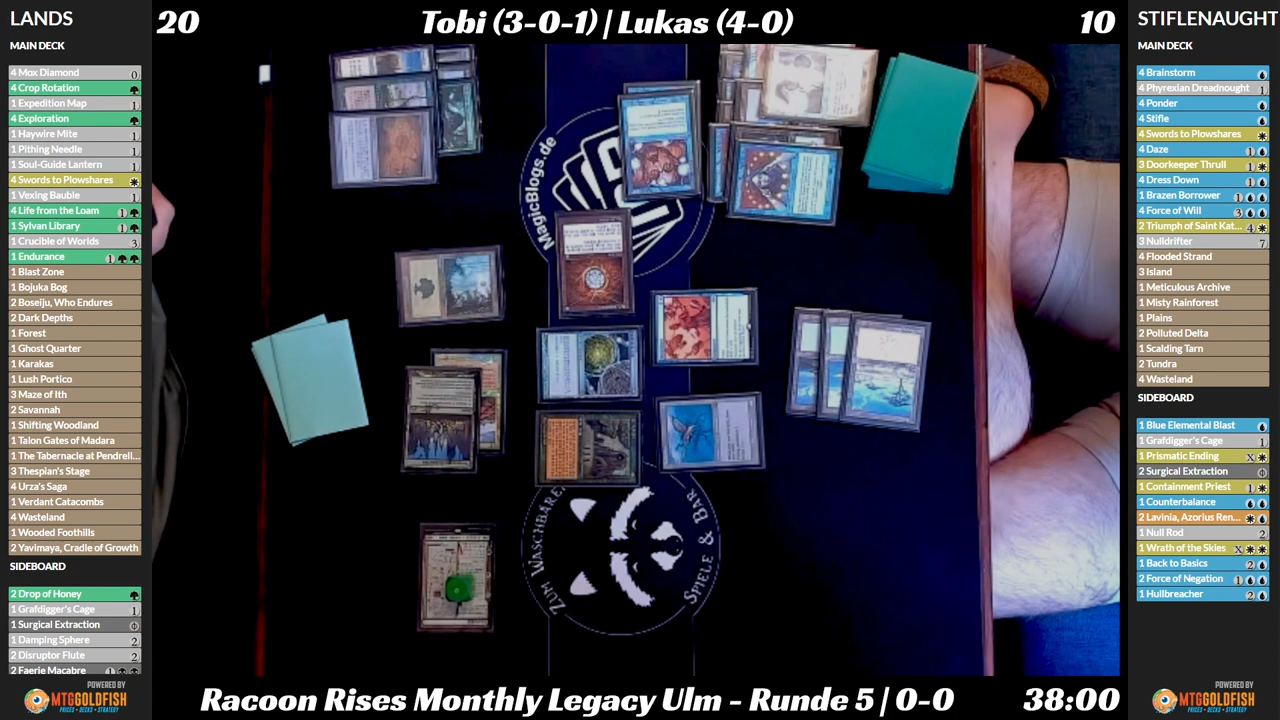 20
Tobi (3-0-1) | Lukas (4-0)
10
LANDS
MAIN DECK
4 Mox Diamond 0
4 Crop Rotation
1 Expedition Map 1
4 Exploration
1 Haywire Mite 1
1 Pithing Needle 1
1 Soul-Guide Lantern 1
4 Swords to Plowshares
1 Vexing Bauble 1
4 Life from the Loam 1
1 Sylvan Library 1
1 Crucible of Worlds 3
1 Endurance 1
1 Blast Zone
1 Bojuka Bog
2 Boseiju, Who Endures
2 Dark Depths
1 Forest
1 Ghost Quarter
1 Karakas
1 Lush Portico
3 Maze of Ith
2 Savannah
1 Shifting Woodland
1 Talon Gates of Madara
1 The Tabernacle at Pendrell...
3 Thespian's Stage
4 Urza's Saga
1 Verdant Catacombs
4 Wasteland
1 Wooded Foothills
2 Yavimaya, Cradle of Growth
SIDEBOARD
2 Drop of Honey
1 Grafdigger's Cage 1
1 Surgical Extraction
1 Damping Sphere 2
2 Disruptor Flute 2
2 Faerie Macabre 1
POWERED BY
MTGGOLDFISH
PRICES • DECKS • STRATEGY
MagicBlogs.de
ZUM WASCHBÄREN
SPIELE & BAR
STIFLENAUGHT
MAIN DECK
4 Brainstorm
4 Phyrexian Dreadnought 1
4 Ponder
4 Stifle
4 Swords to Plowshares
4 Daze 1
3 Doorkeeper Thrull 1
4 Dress Down 1
1 Brazen Borrower 1
4 Force of Will 3
2 Triumph of Saint Kat... 4
3 Nulldrifter 7
4 Flooded Strand
3 Island
1 Meticulous Archive
1 Misty Rainforest
1 Plains
2 Polluted Delta
1 Scalding Tarn
2 Tundra
4 Wasteland
SIDEBOARD
1 Blue Elemental Blast
1 Grafdigger's Cage 1
1 Prismatic Ending X
2 Surgical Extraction
1 Containment Priest 1
1 Counterbalance
2 Lavinia, Azorius Ren...
1 Null Rod 2
1 Wrath of the Skies X
1 Back to Basics 2
2 Force of Negation 1
1 Hullbreacher 2
POWERED BY
MTGGOLDFISH
PRICES • DECKS • STRATEGY
Racoon Rises Monthly Legacy Ulm - Runde 5 | 0-0
38:00